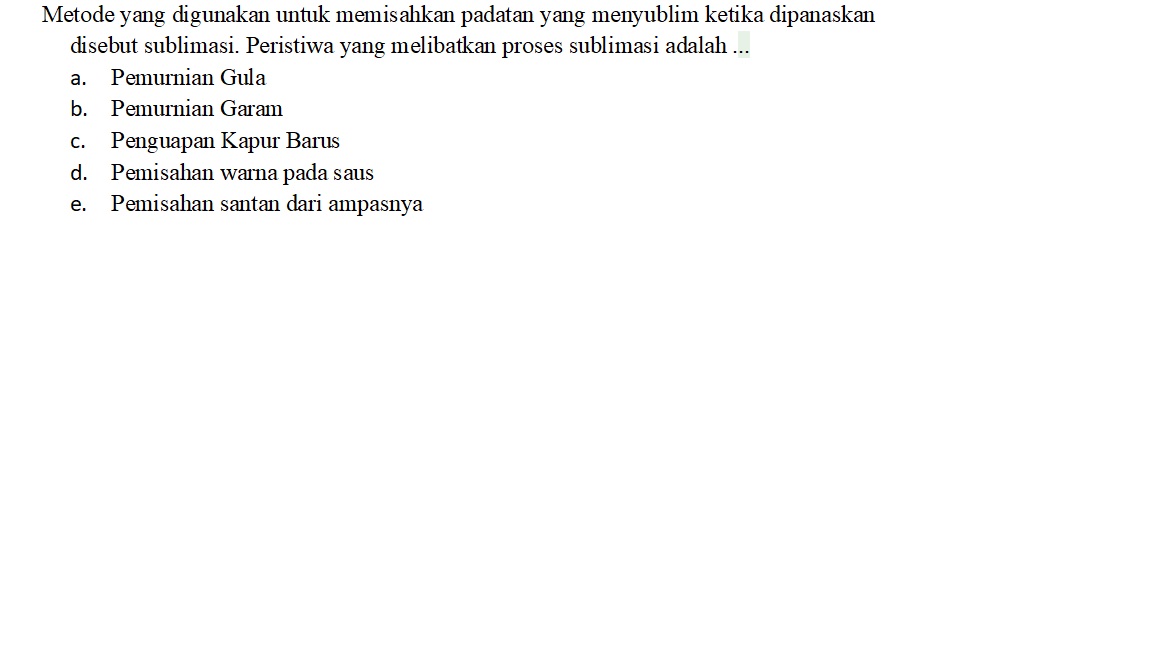 Metode yang digunakan untuk memisahkan padatan yang menyublim ketika dipanaskan
disebut sublimasi. Peristiwa yang melibatkan proses sublimasi adalah ...
a. Pemurnian Gula
b. Pemurnian Garam
c. Penguapan Kapur Barus
d. Pemisahan warna pada saus
e. Pemisahan santan dari ampasnya